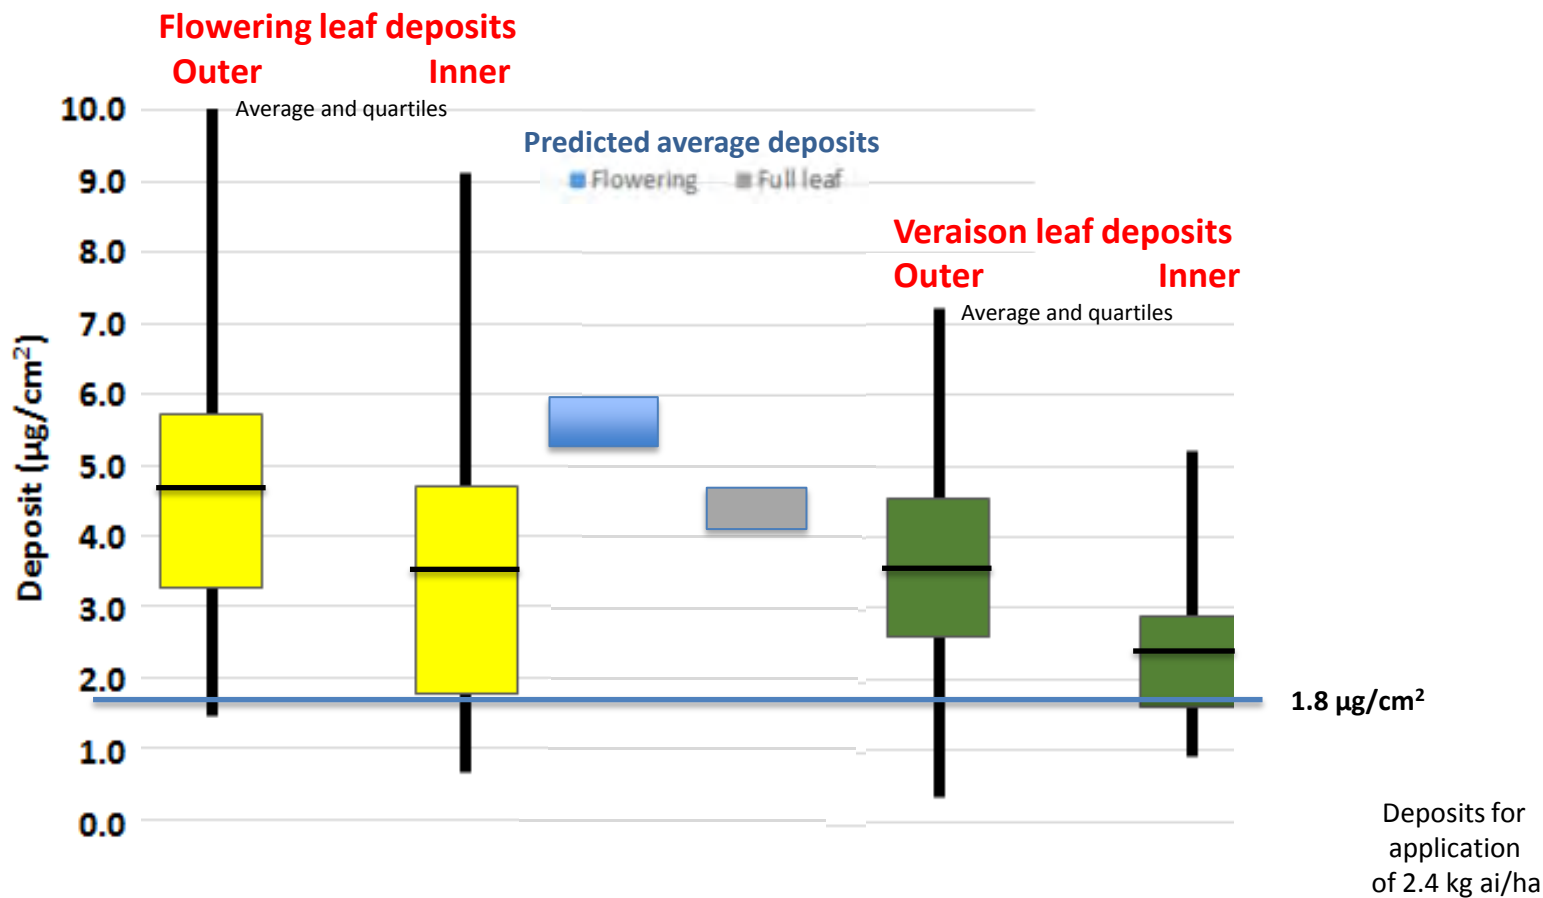 Flowering leaf deposits
Outer
Inner
Average and quartiles
Predicted average deposits
Flowering
Full leaf
Veraison leaf deposits
Outer
Inner
Average and quartiles
Deposit (μg/cm²)
10.0
9.0
8.0
7.0
6.0
5.0
4.0
3.0
2.0
1.0
0.0
1.8 μg/cm²
Deposits for
application
of 2.4 kg ai/ha